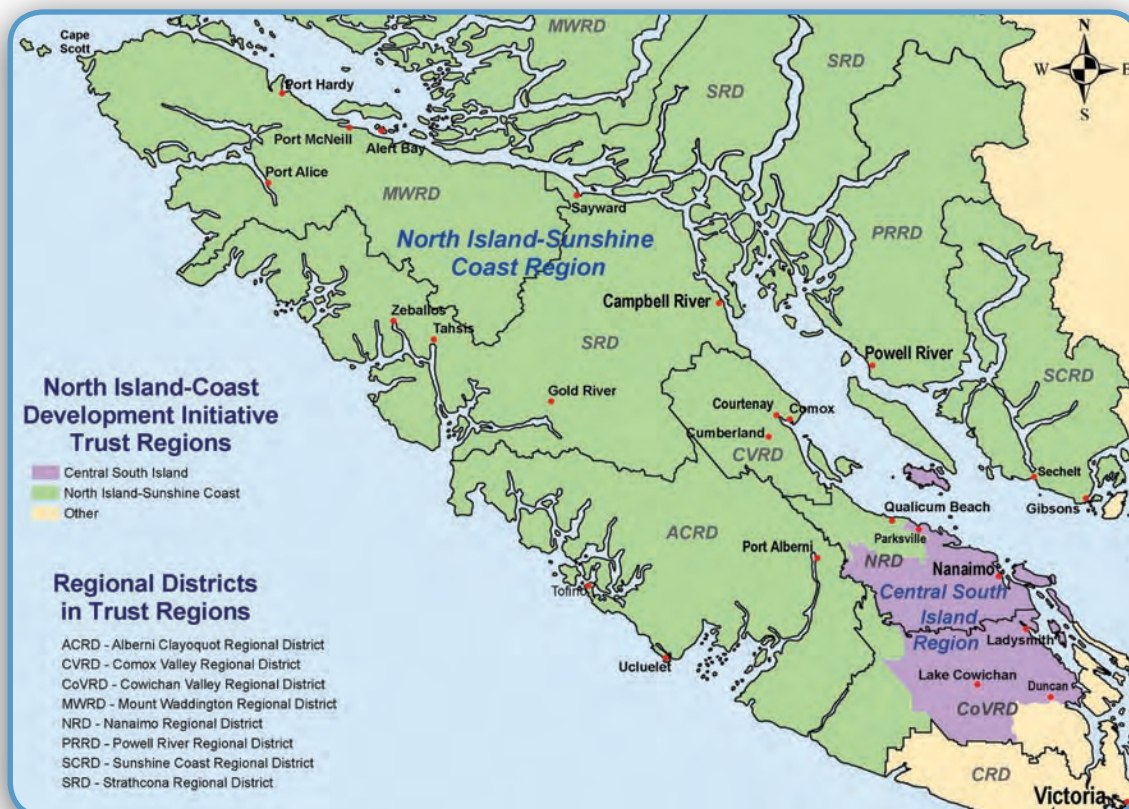 Cape
Scott
MWRD
SRD
SRD
N
W
E
S
Port Hardy
Port McNeill
Alert Bay
Port Alice
MWRD
Sayward
PRRD
North Island-Sunshine
Coast Region
Campbell River
Zeballos
Tahsis
SRD
Powell River
SCRD
Gold River
Courtenay
Comox
Cumberland
CVRD
Sechelt
Gibsons
Qualicum Beach
Parksville
ACRD
Port Alberni
NRD
Nanaimo
Tofino
Central South
Island
Region
Ladysmith
Ucluelet
Lake Cowichan
Duncan
CoVRD
CRD
Victoria
North Island-Coast
Development Initiative
Trust Regions
Central South Island
North Island-Sunshine Coast
Other
Regional Districts
in Trust Regions
ACRD - Alberni Clayoquot Regional District
CVRD - Comox Valley Regional District
CoVRD - Cowichan Valley Regional District
MWRD - Mount Waddington Regional District
NRD - Nanaimo Regional District
PRRD - Powell River Regional District
SCRD - Sunshine Coast Regional District
SRD - Strathcona Regional District